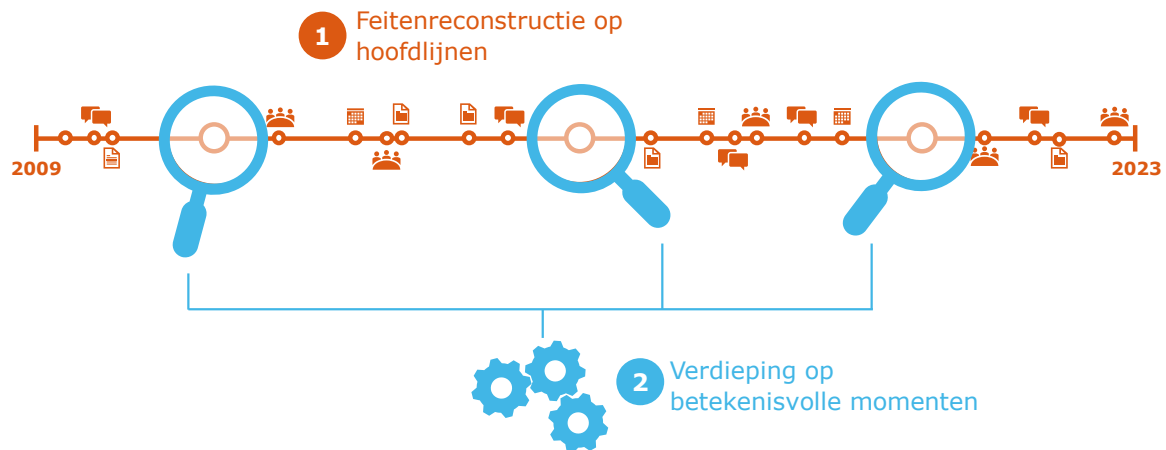 1
Feitenreconstructie op
hoofdlijnen
2009
2023
2
Verdieping op
betekenisvolle momenten